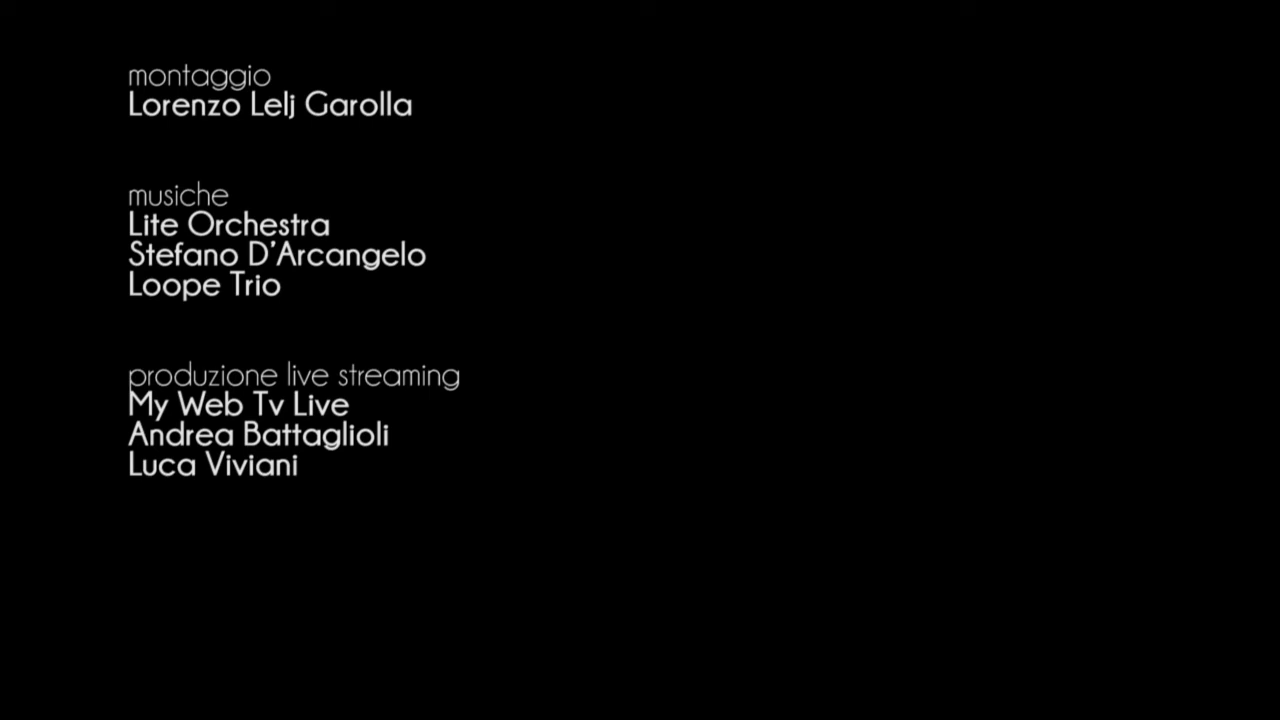 montaggio
Lorenzo Lelj Garolla
musiche
Lite Orchestra
Stefano D'Arcangelo
Loope Trio
produzione live streaming
My Web Tv Live
Andrea Battaglioli
Luca Viviani